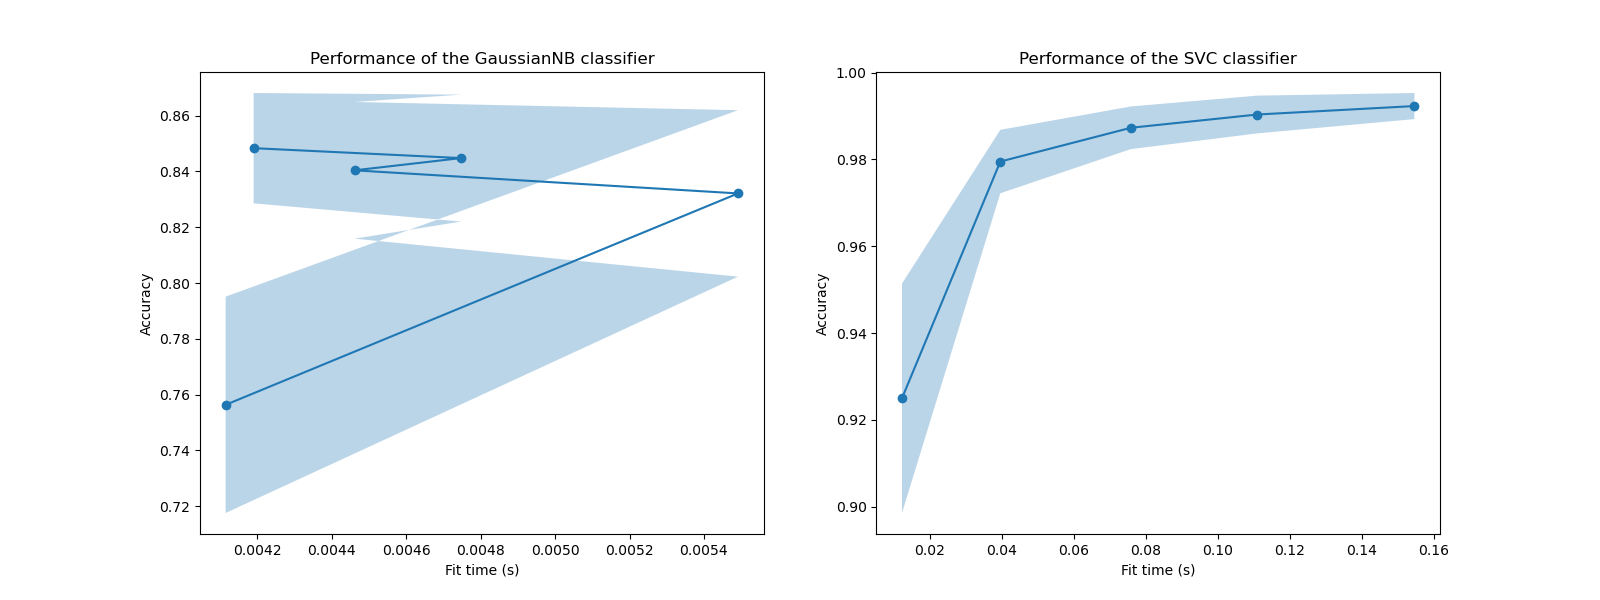 Performance of the GaussianNB classifier
Accuracy
0.86
0.84
0.82
0.80
0.78
0.76
0.74
0.72
0.0042 0.0044 0.0046 0.0048 0.0050 0.0052 0.0054
Fit time (s)
Performance of the SVC classifier
Accuracy
1.00
0.98
0.96
0.94
0.92
0.90
0.02 0.04 0.06 0.08 0.10 0.12 0.14 0.16
Fit time (s)